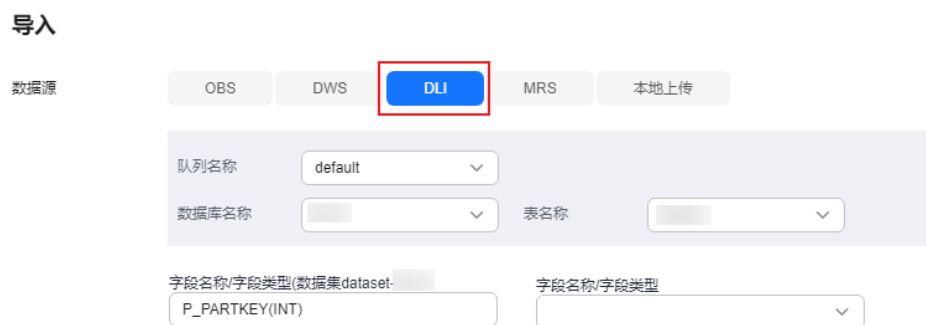 导入
数据源 OBS DWS DLI MRS 本地上传
队列名称 default
数据库名称 表名称
字段名称/字段类型(数据集dataset- 字段名称/字段类型
P_PARTKEY(INT)